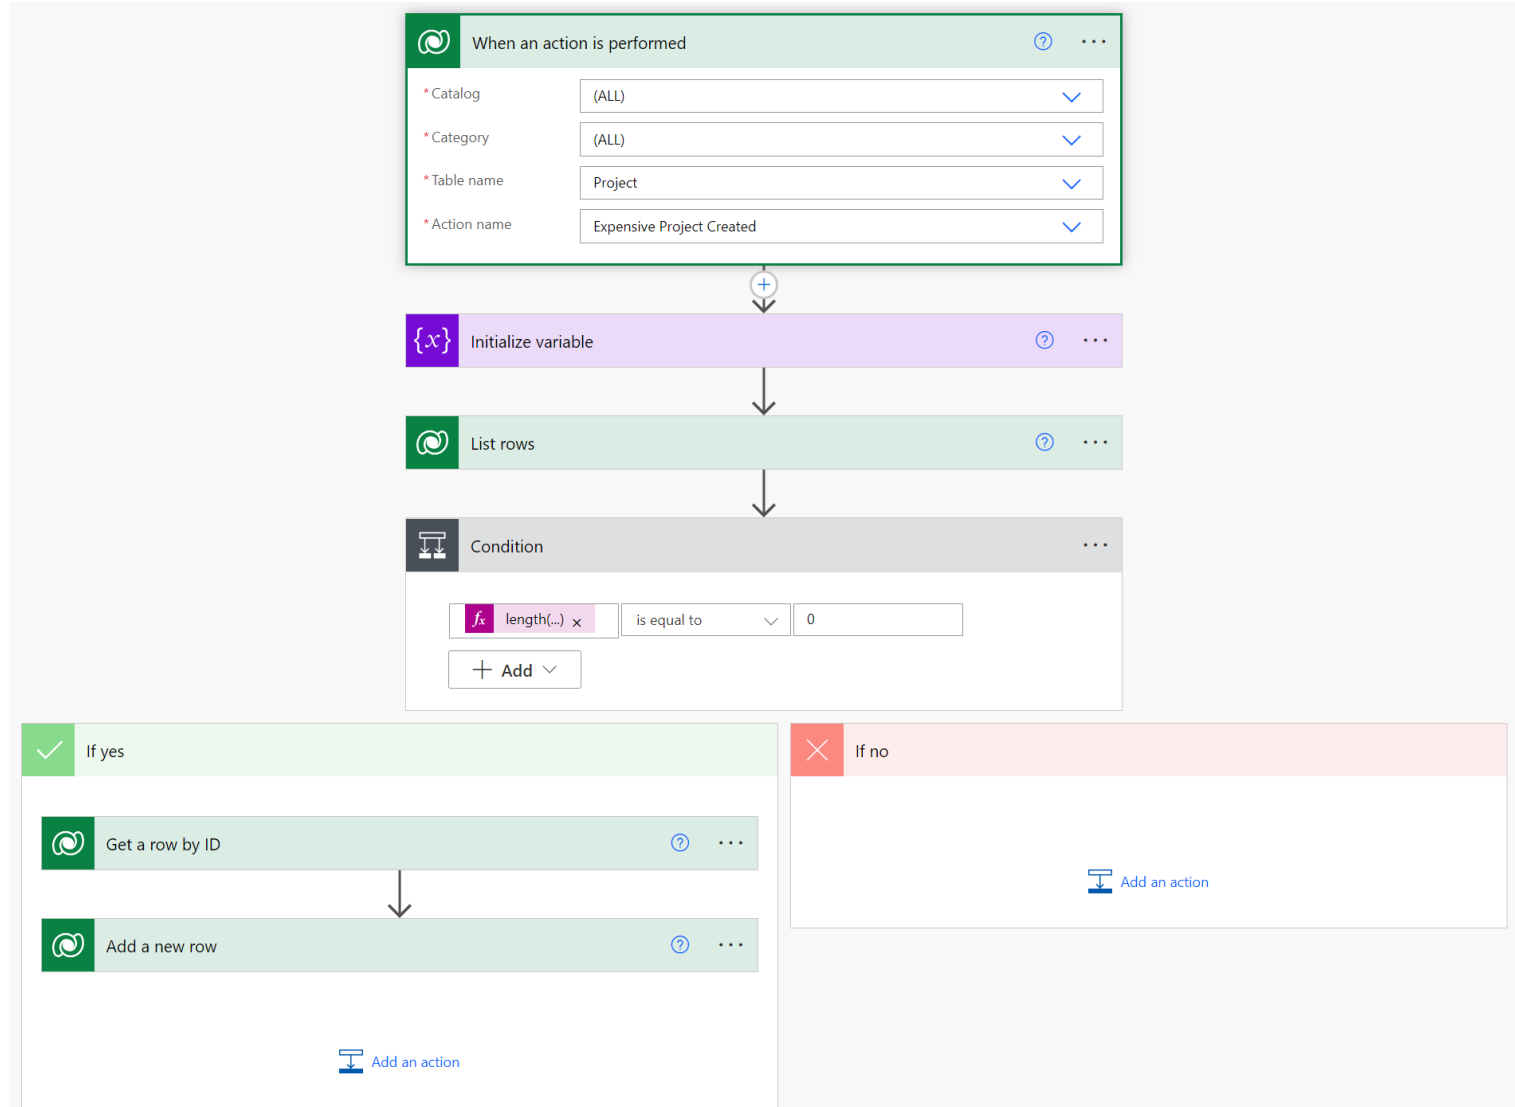 When an action is performed
* Catalog (ALL)
* Category (ALL)
* Table name Project
* Action name Expensive Project Created
{x} Initialize variable
List rows
Condition
fx length(...) × is equal to 0
+ Add
If yes
If no
Get a row by ID
Add an action
Add a new row
Add an action